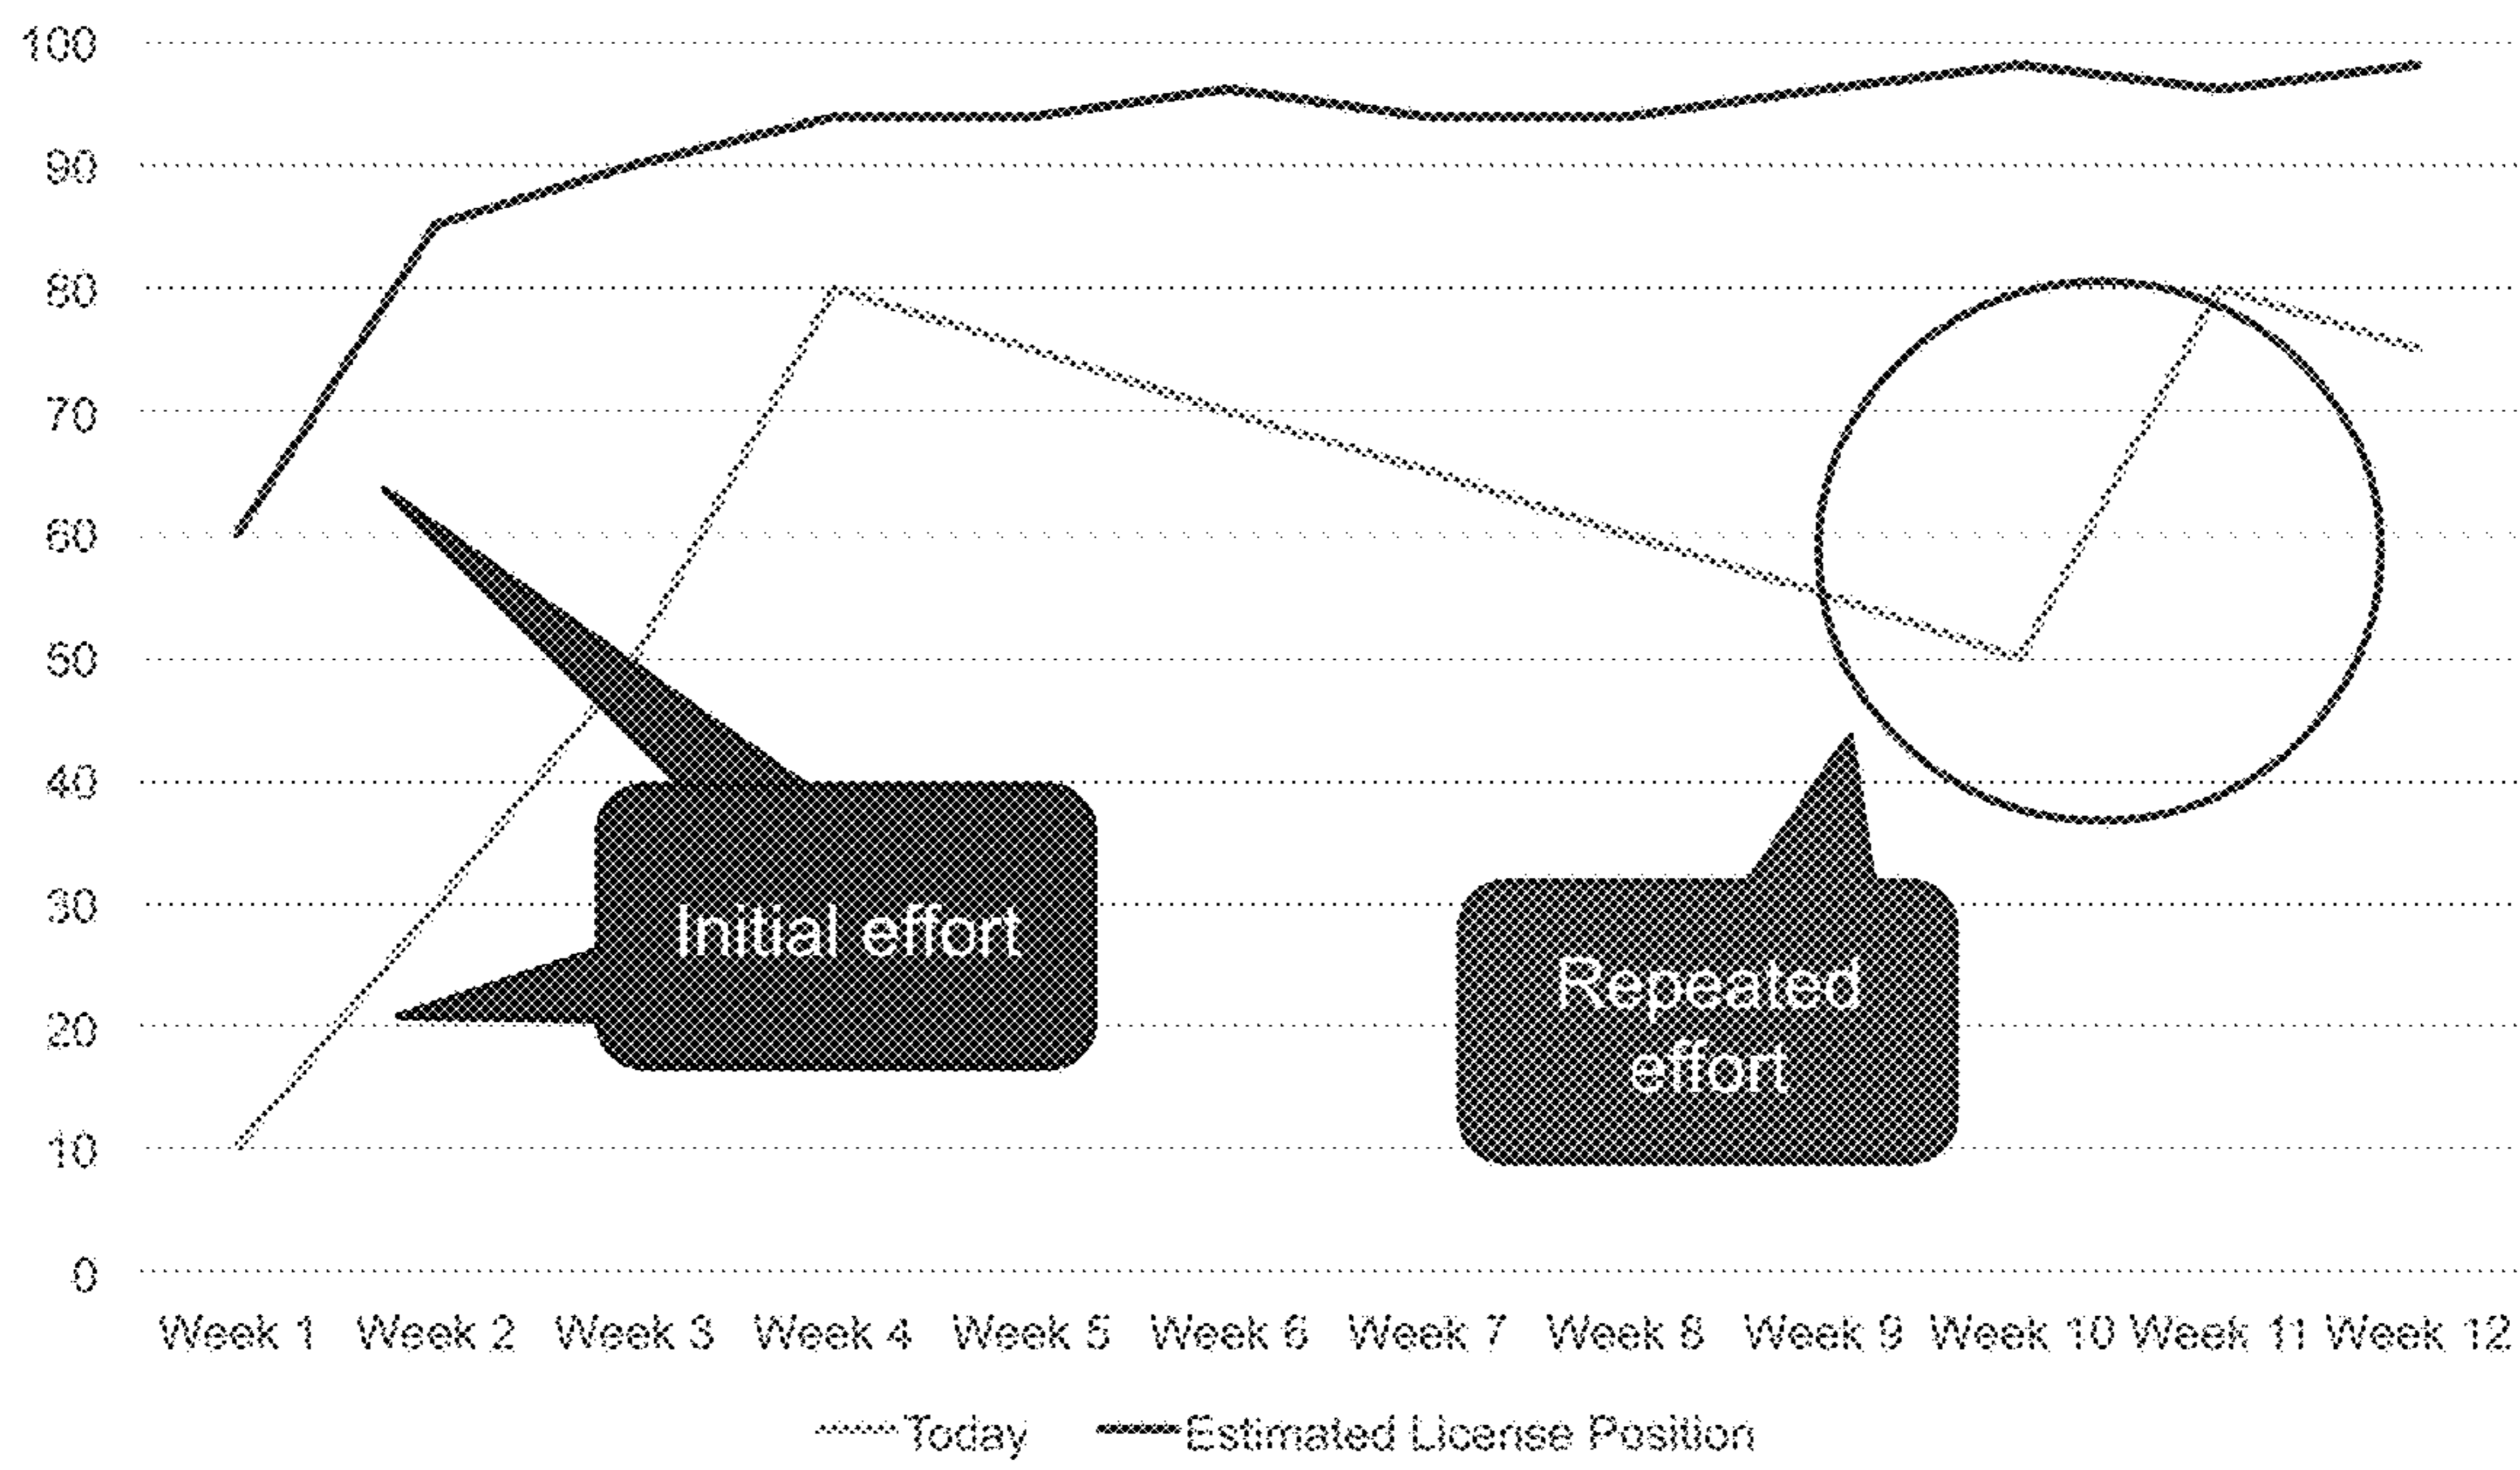 100
90
80
70
60
50
40
30
20
10
0
Initial effort
Repeated
effort
Week 1 Week 2 Week 3 Week 4 Week 5 Week 6 Week 7 Week 8 Week 9 Week 10 Week 11 Week 12
Today Estimated License Position